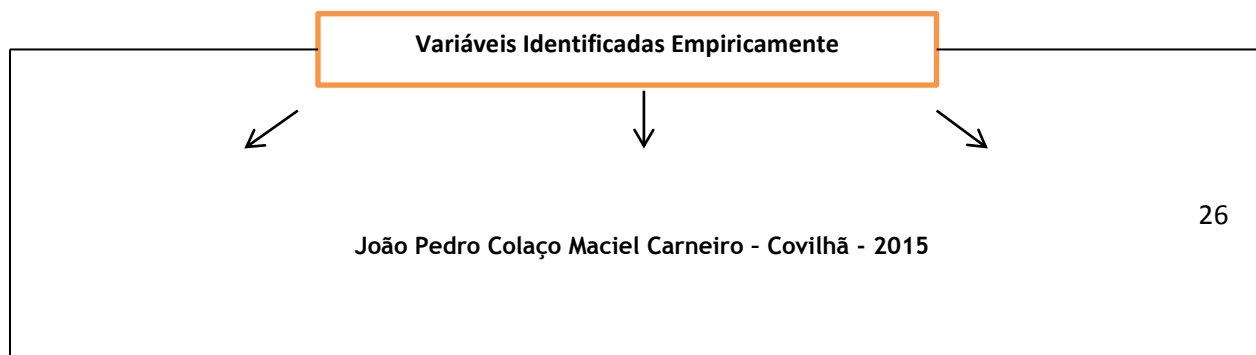 Variáveis Identificadas Empiricamente
26
João Pedro Colaço Maciel Carneiro – Covilhã - 2015